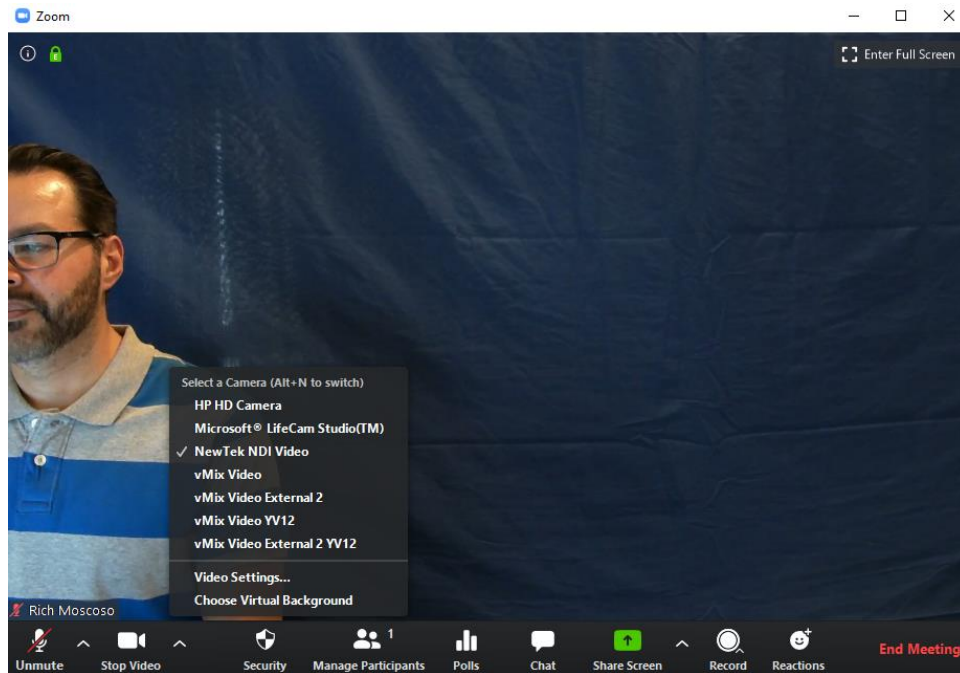 Zoom
Enter Full Screen
Select a Camera (Alt+N to switch)
HP HD Camera
Microsoft® LifeCam Studio(TM)
✓ NewTek NDI Video
vMix Video
vMix Video External 2
vMix Video YV12
vMix Video External 2 YV12
Video Settings...
Choose Virtual Background
Rich Moscoso
1
Unmute Stop Video Security Manage Participants Polls Chat Share Screen Record Reactions End Meeting